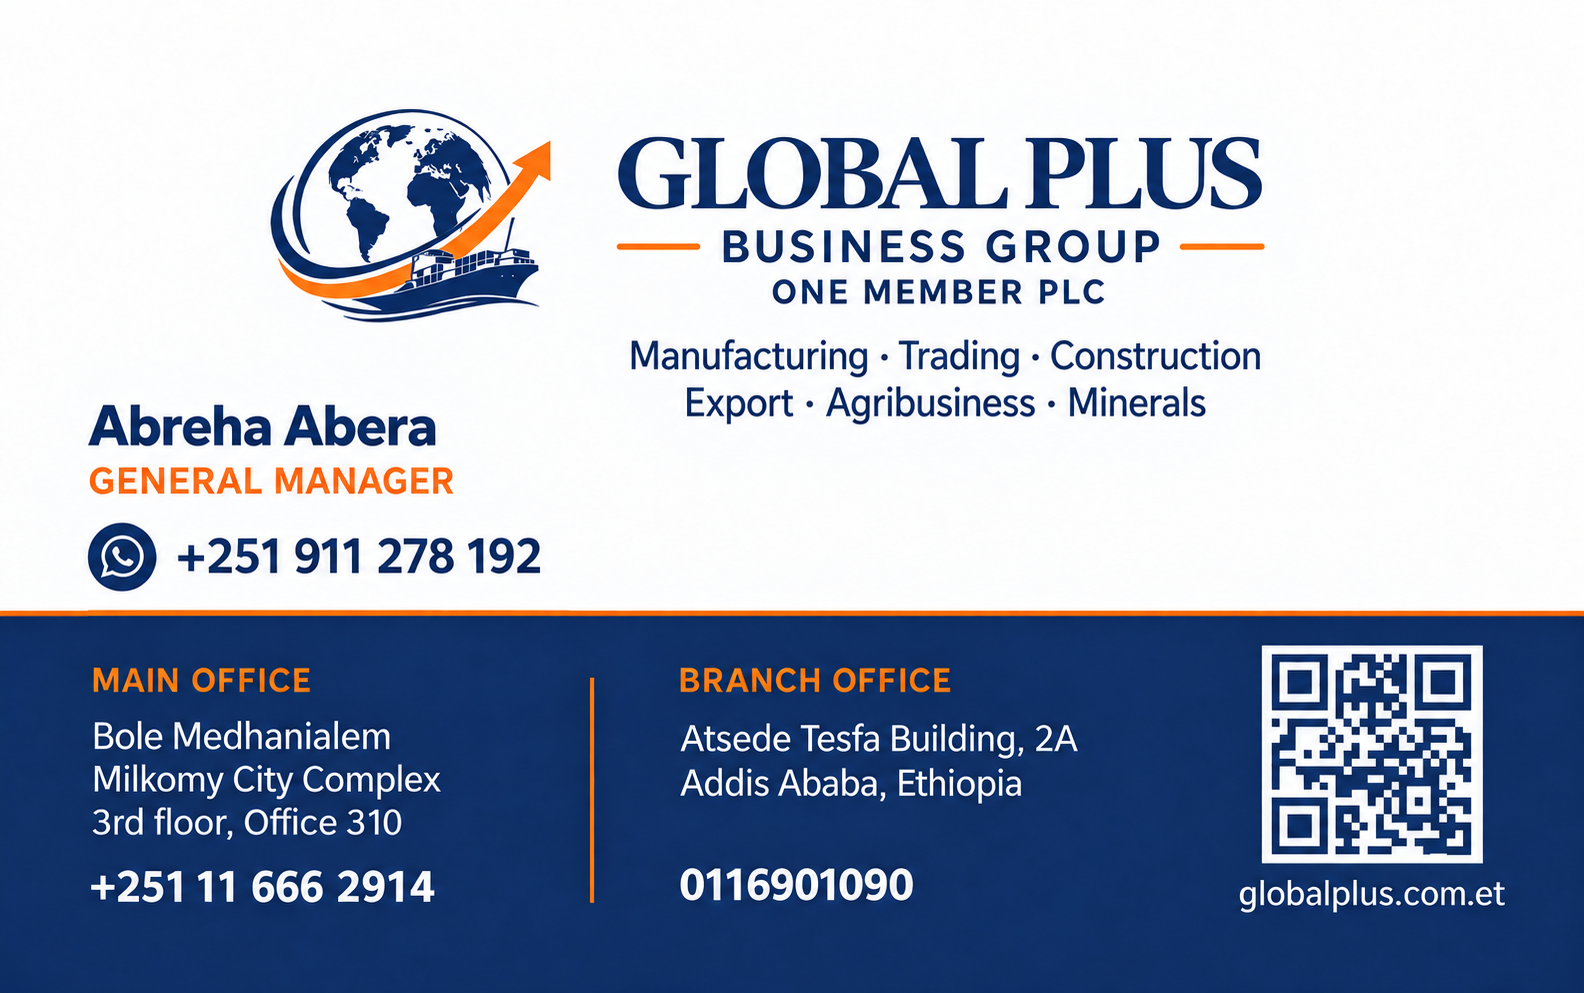 GLOBAL PLUS
BUSINESS GROUP
ONE MEMBER PLC
Manufacturing · Trading · Construction
Export · Agribusiness · Minerals
Abreha Abera
GENERAL MANAGER
+251 911 278 192
MAIN OFFICE
Bole Medhanialem
Milkomy City Complex
3rd floor, Office 310
+251 11 666 2914
BRANCH OFFICE
Atsede Tesfa Building, 2A
Addis Ababa, Ethiopia
0116901090
globalplus.com.et